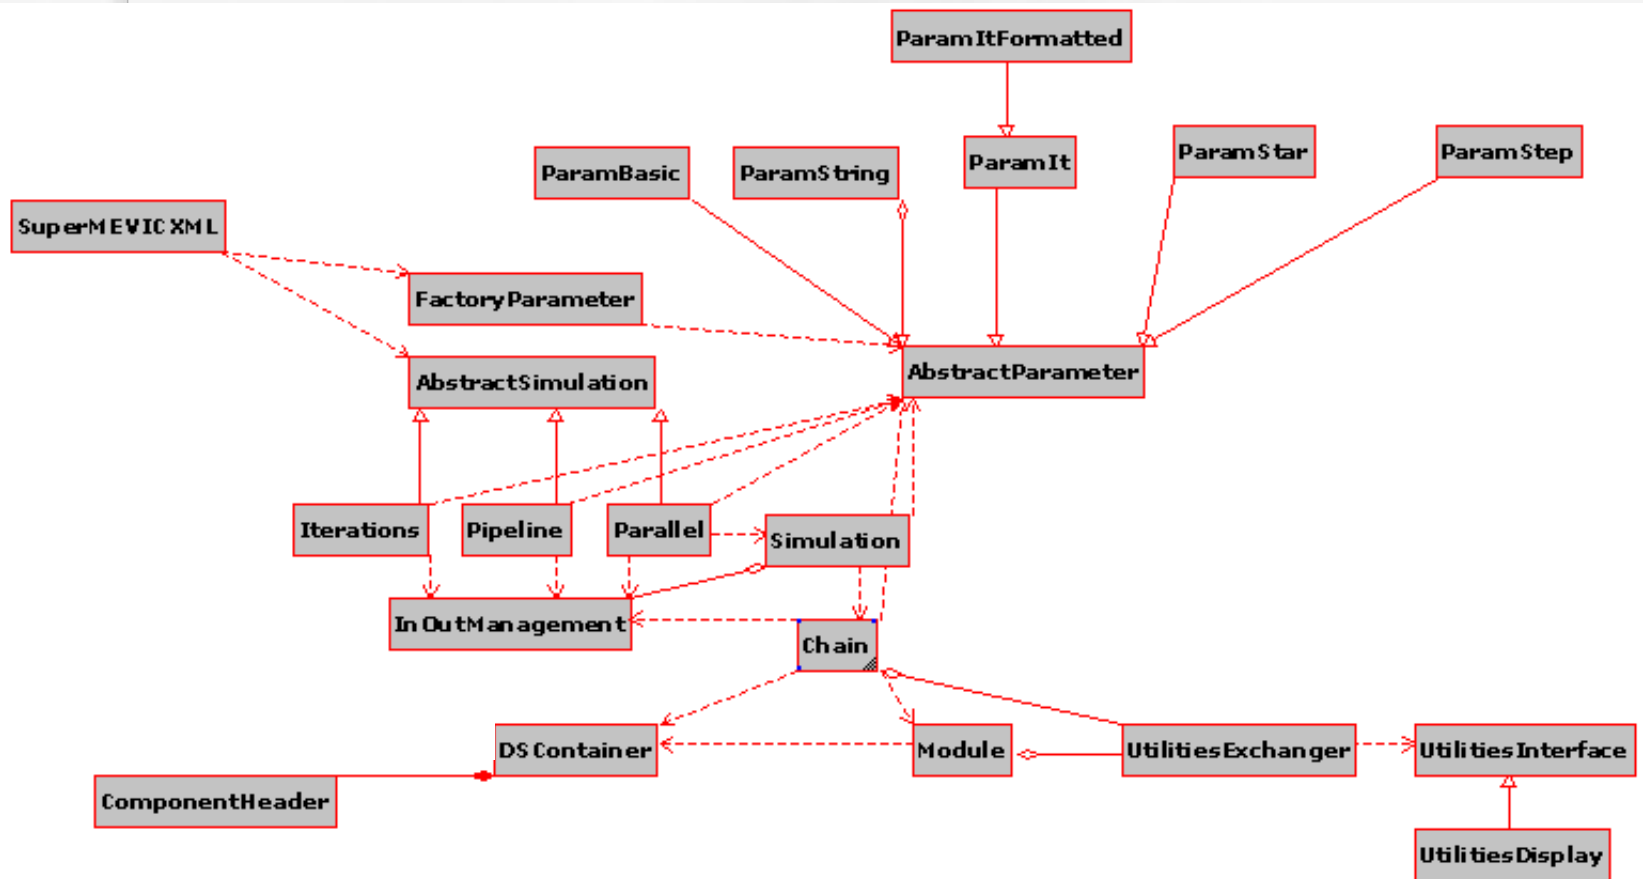 ParamItFormatted
ParamBasic
ParamString
ParamIt
ParamStar
ParamStep
SuperMEVICXML
FactoryParameter
AbstractSimulation
AbstractParameter
Iterations
Pipeline
Parallel
Simulation
InOutManagement
Chain
DSContainer
Module
UtilitiesExchanger
UtilitiesInterface
ComponentHeader
UtilitiesDisplay